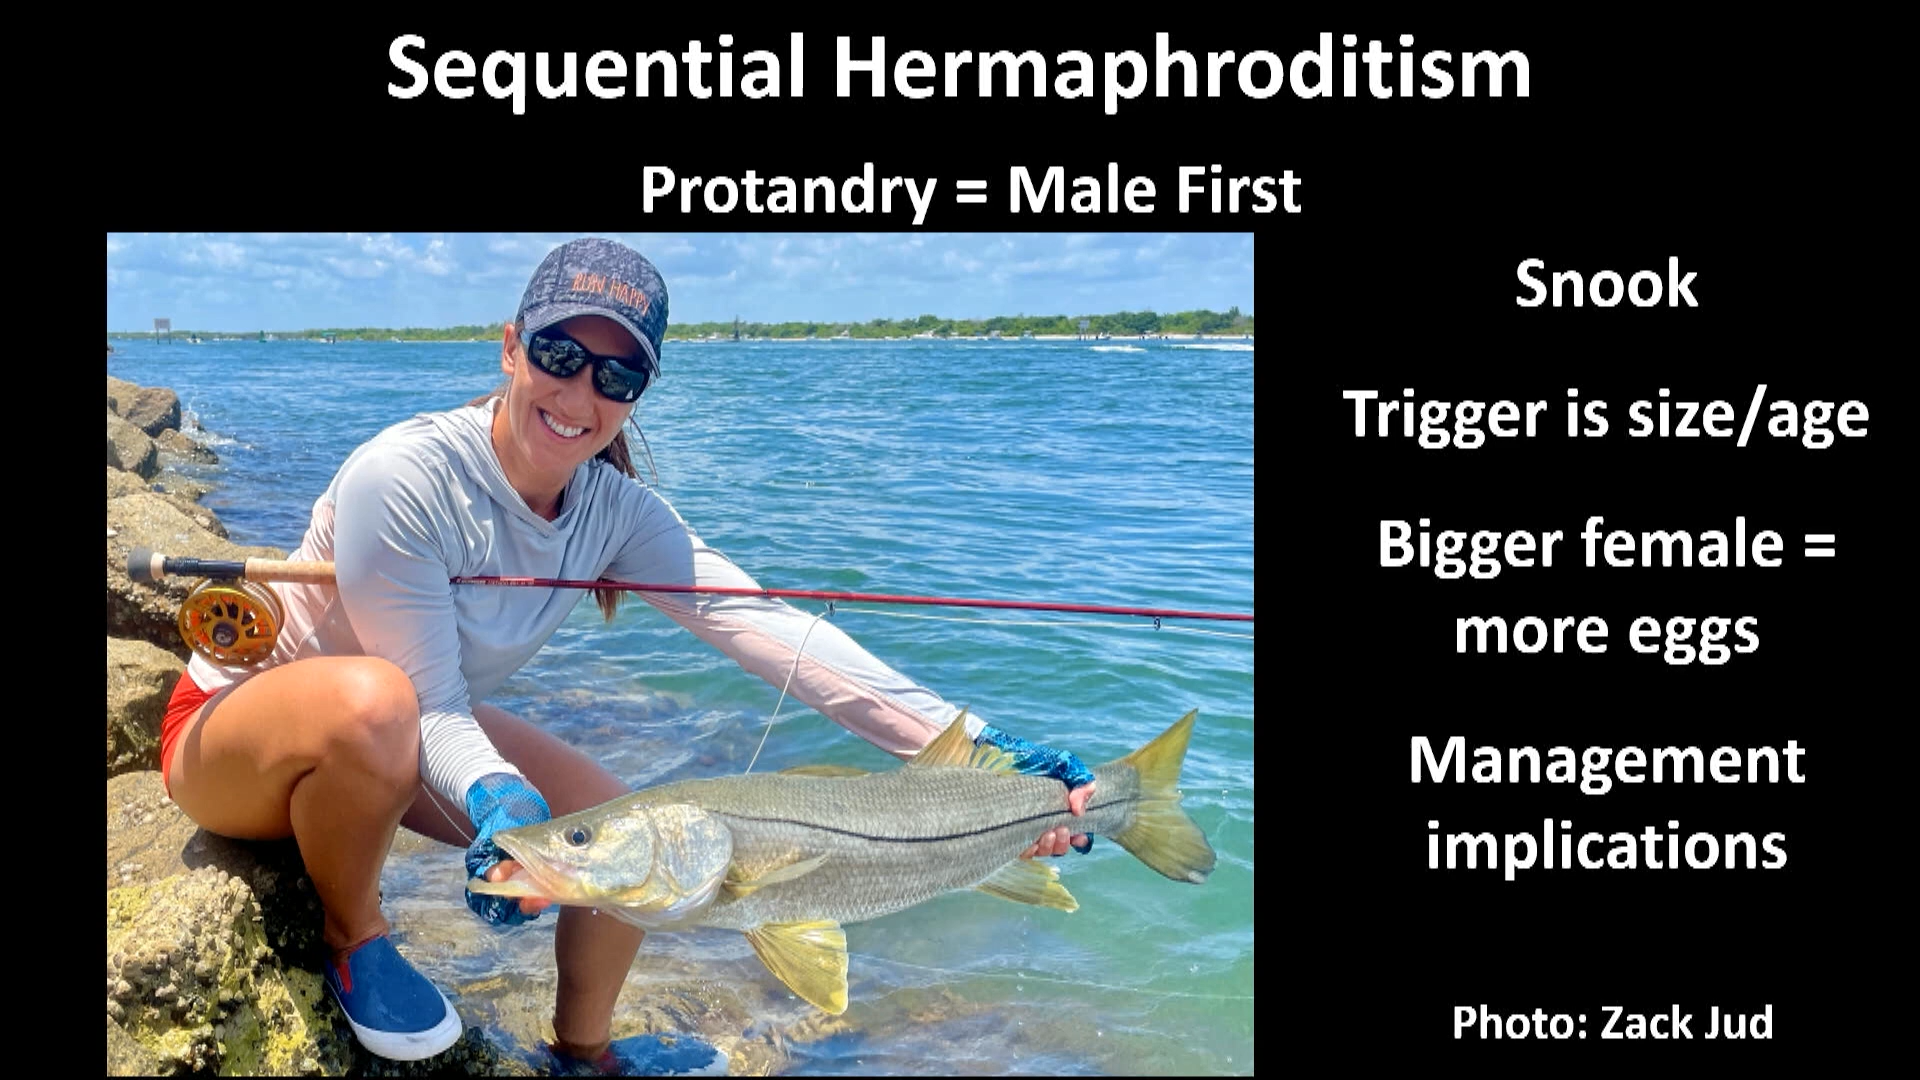 Sequential Hermaphroditism
Protandry = Male First
RUN HAPPY
Snook
Trigger is size/age
Bigger female =
more eggs
Management
implications
Photo: Zack Jud